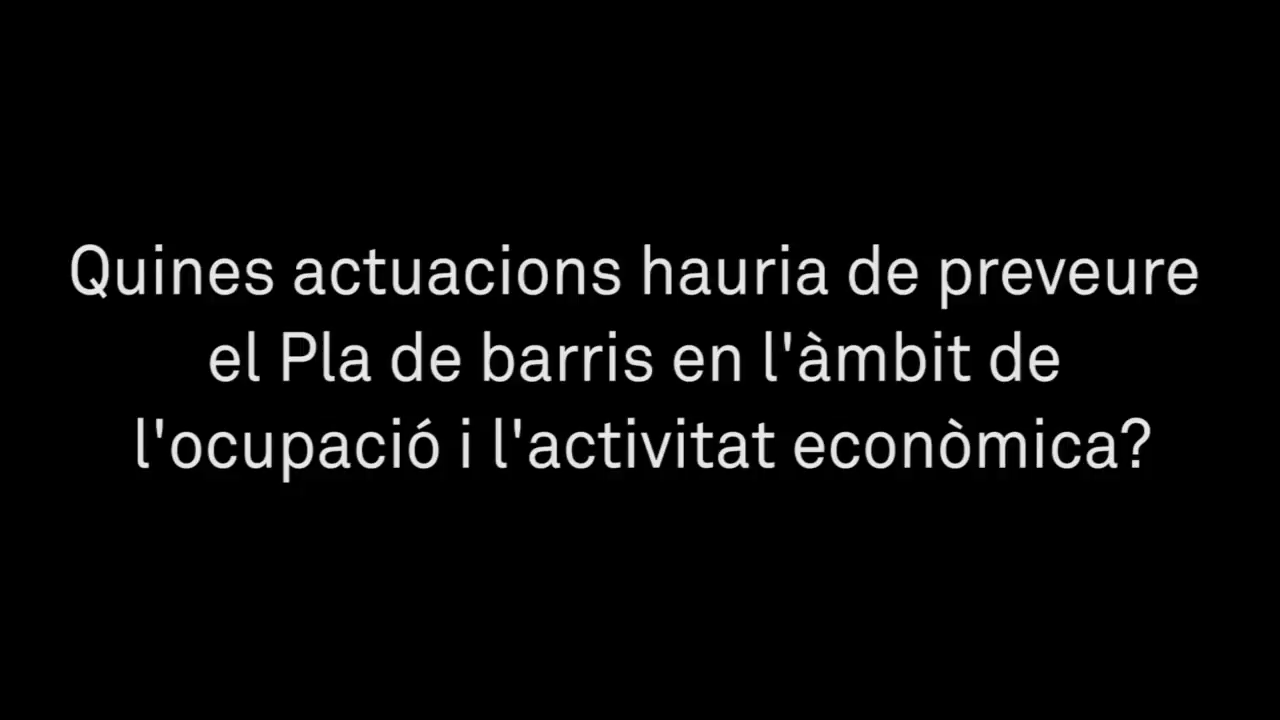 Quines actuacions hauria de preveure
el Pla de barris en l'àmbit de
l'ocupació i l'activitat econòmica?